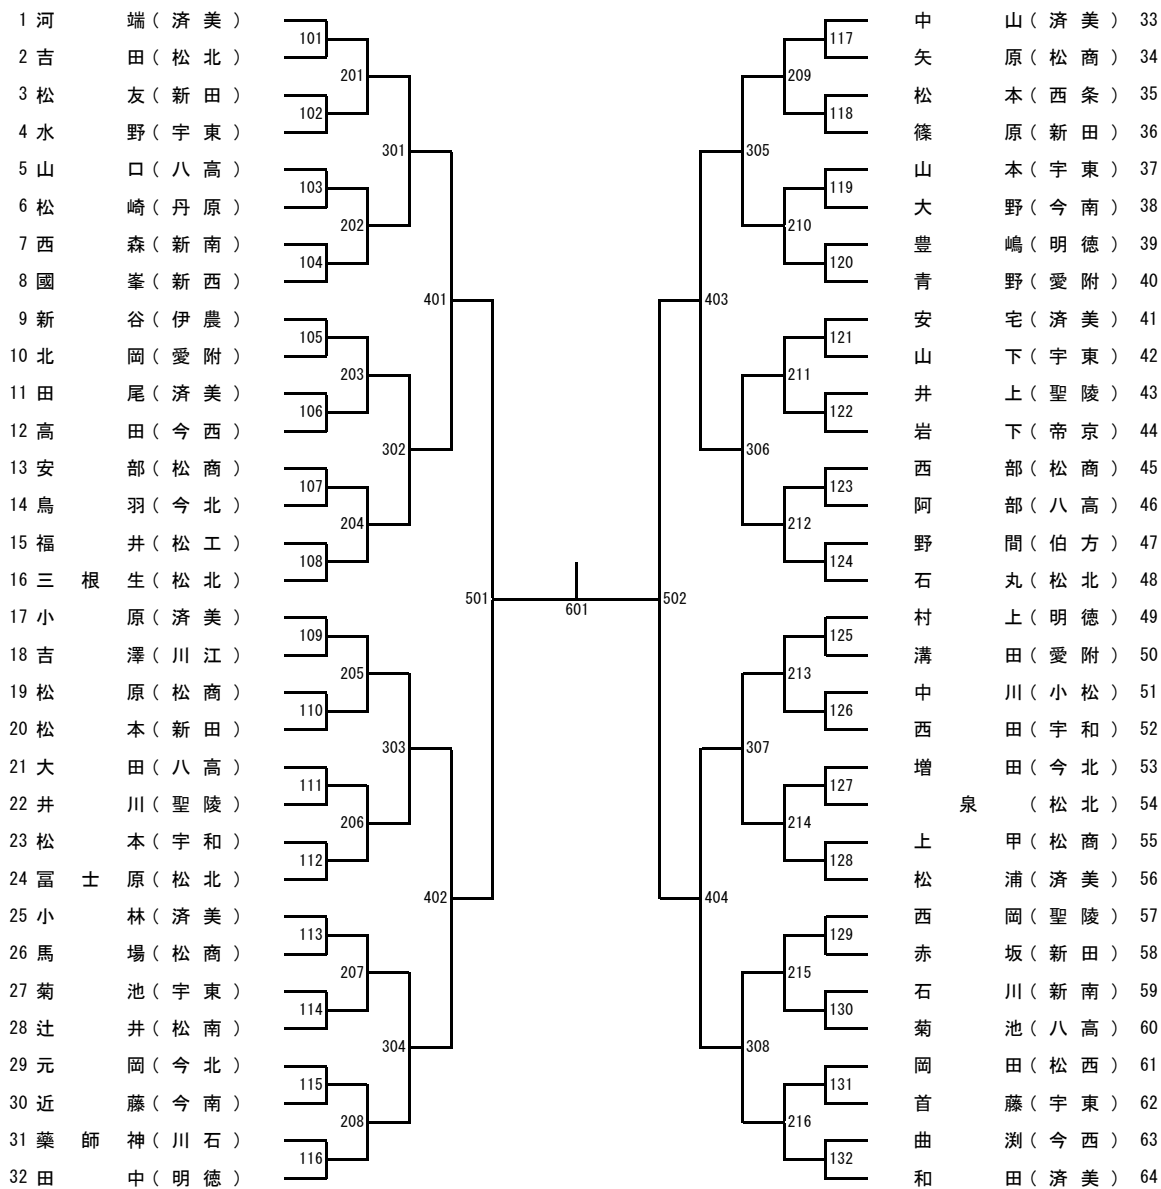 1 河端(済美)
2 吉田(松北)
3 松友(新田)
4 水野(宇東)
5 山口(八高)
6 松崎(丹原)
7 西森(新南)
8 國峯(新西)
9 新谷(伊農)
10 北岡(愛附)
11 田尾(済美)
12 高田(今西)
13 安部(松商)
14 鳥羽(今北)
15 福井(松工)
16 三根生(松北)
17 小原(済美)
18 吉澤(川江)
19 松原(松商)
20 松本(新田)
21 大田(八高)
22 井川(聖陵)
23 松本(宇和)
24 冨士原(松北)
25 小林(済美)
26 馬場(松商)
27 菊池(宇東)
28 辻井(松南)
29 元岡(今北)
30 近藤(今南)
31 藥師神(川石)
32 田中(明徳)
101
102
103
104
105
106
107
108
109
110
111
112
113
114
115
116
201
202
203
204
205
206
207
208
301
302
303
304
401
402
501
601
502
403
404
305
306
307
308
209
210
211
212
213
214
215
216
117
118
119
120
121
122
123
124
125
126
127
128
129
130
131
132
中山(済美) 33
矢原(松商) 34
松本(西条) 35
篠原(新田) 36
山本(宇東) 37
大野(今南) 38
豊嶋(明徳) 39
青野(愛附) 40
安宅(済美) 41
山下(宇東) 42
井上(聖陵) 43
岩下(帝京) 44
西部(松商) 45
阿部(八高) 46
野間(伯方) 47
石丸(松北) 48
村上(明徳) 49
溝田(愛附) 50
中川(小松) 51
西田(宇和) 52
増田(今北) 53
泉(松北) 54
上甲(松商) 55
松浦(済美) 56
西岡(聖陵) 57
赤坂(新田) 58
石川(新南) 59
菊池(八高) 60
岡田(松西) 61
首藤(宇東) 62
曲渕(今西) 63
和田(済美) 64